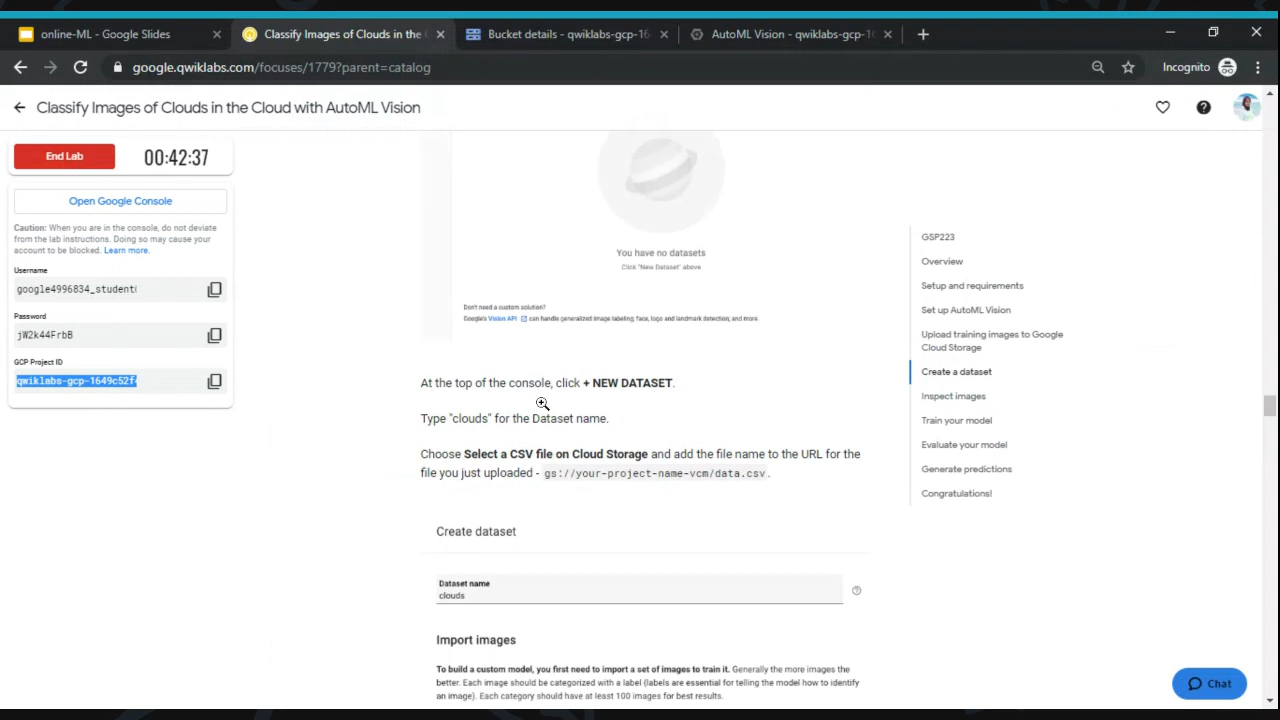 online-ML - Google Slides
Classify Images of Clouds in the
Bucket details - qwiklabs-gcp-16
AutoML Vision - qwiklabs-gcp-1
google.qwiklabs.com/focuses/1779?parent=catalog
Incognito
Classify Images of Clouds in the Cloud with AutoML Vision
End Lab
00:42:37
Open Google Console
Caution: When you are in the console, do not deviate
from the lab instructions. Doing so may cause your
account to be blocked. Learn more.
Username
google4996834_student
Password
jW2k44FrbB
GCP Project ID
qwiklabs-gcp-1649c52f
You have no datasets
Click "New Dataset" above
Don't need a custom solution?
Google's Vision API can handle generalized image labeling; face, logo and landmark detection; and more.
At the top of the console, click + NEW DATASET.
Type "clouds" for the Dataset name.
Choose Select a CSV file on Cloud Storage and add the file name to the URL for the
file you just uploaded - gs://your-project-name-vcm/data.csv.
Create dataset
Dataset name
clouds
Import images
To build a custom model, you first need to import a set of images to train it. Generally the more images the
better. Each image should be categorized with a label (labels are essential for telling the model how to identify
an image). Each category should have at least 100 images for best results.
GSP223
Overview
Setup and requirements
Set up AutoML Vision
Upload training images to Google
Cloud Storage
Create a dataset
Inspect images
Train your model
Evaluate your model
Generate predictions
Congratulations!
Chat